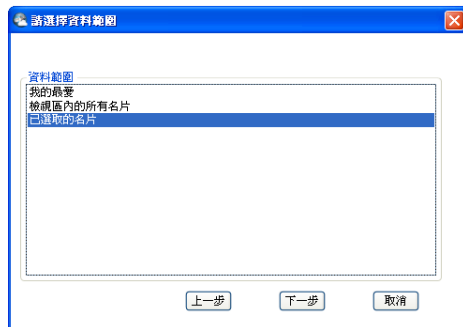 請選擇資料範圍
資料範圍
我的最愛
檢視區內的所有名片
已選取的名片
上一步
下一步
取消